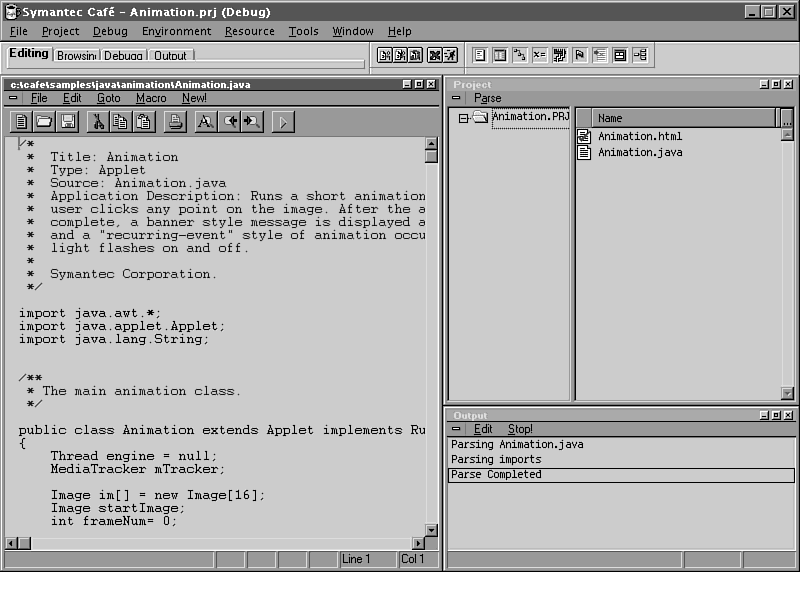 Symantec Café - Animation.prj (Debug)
File Project Debug Environment Resource Tools Window Help
Editing Browsing Debugg Output
c:\cafe\samples\java\animation\Animation.java
File Edit Goto Macro New!
/*
* Title: Animation
* Type: Applet
* Source: Animation.java
* Application Description: Runs a short animation
* user clicks any point on the image. After the a
* complete, a banner style message is displayed a
* and a "recurring-event" style of animation occu
* light flashes on and off.
*
* Symantec Corporation.
*/
import java.awt.*;
import java.applet.Applet;
import java.lang.String;
/**
* The main animation class.
*/
public class Animation extends Applet implements Ru
{
Thread engine = null;
MediaTracker mTracker;
Image im[] = new Image[16];
Image startImage;
int frameNum= 0;
Line 1 Col 1
Project
Parse
Animation.PRJ
Name ...
Animation.html
Animation.java
Output
Edit Stop!
Parsing Animation.java
Parsing imports
Parse Completed